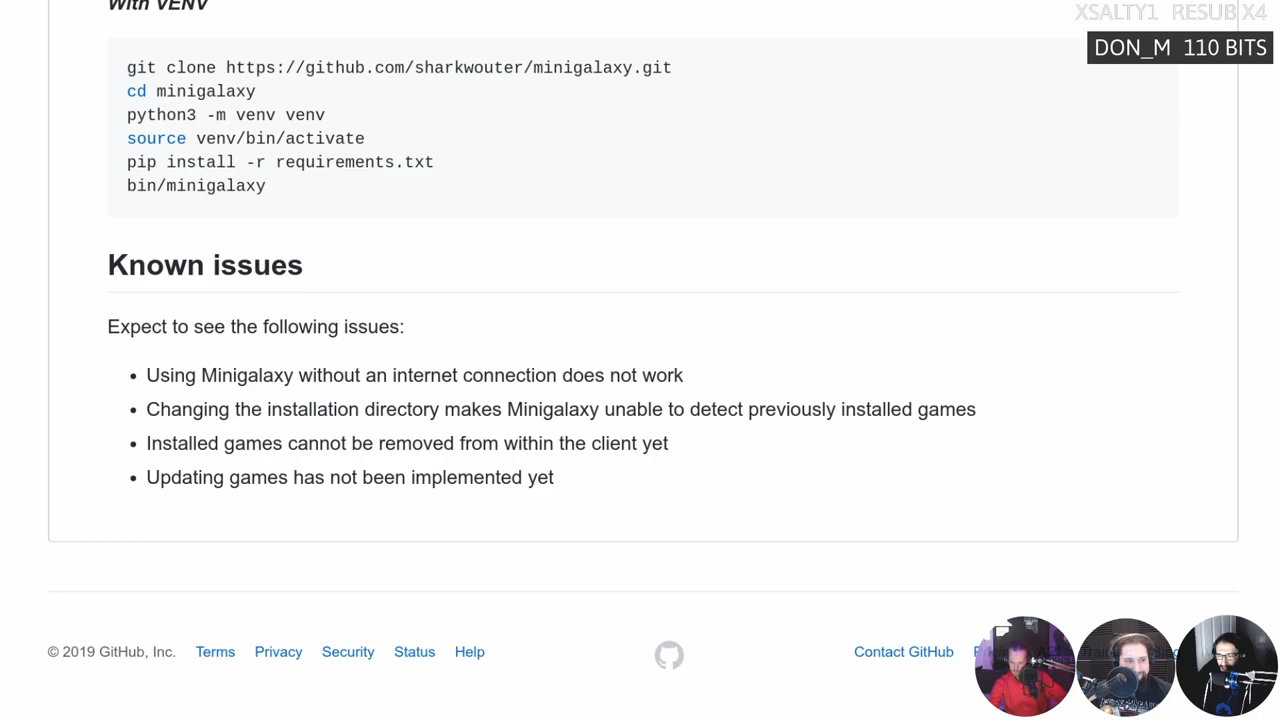 With VENV
XSALTY1 RESUB X4
DON_M 110 BITS
git clone https://github.com/sharkwouter/minigalaxy.git
cd minigalaxy
python3 -m venv venv
source venv/bin/activate
pip install -r requirements.txt
bin/minigalaxy
Known issues
Expect to see the following issues:
• Using Minigalaxy without an internet connection does not work
• Changing the installation directory makes Minigalaxy unable to detect previously installed games
• Installed games cannot be removed from within the client yet
• Updating games has not been implemented yet
© 2019 GitHub, Inc. Terms Privacy Security Status Help Contact GitHub